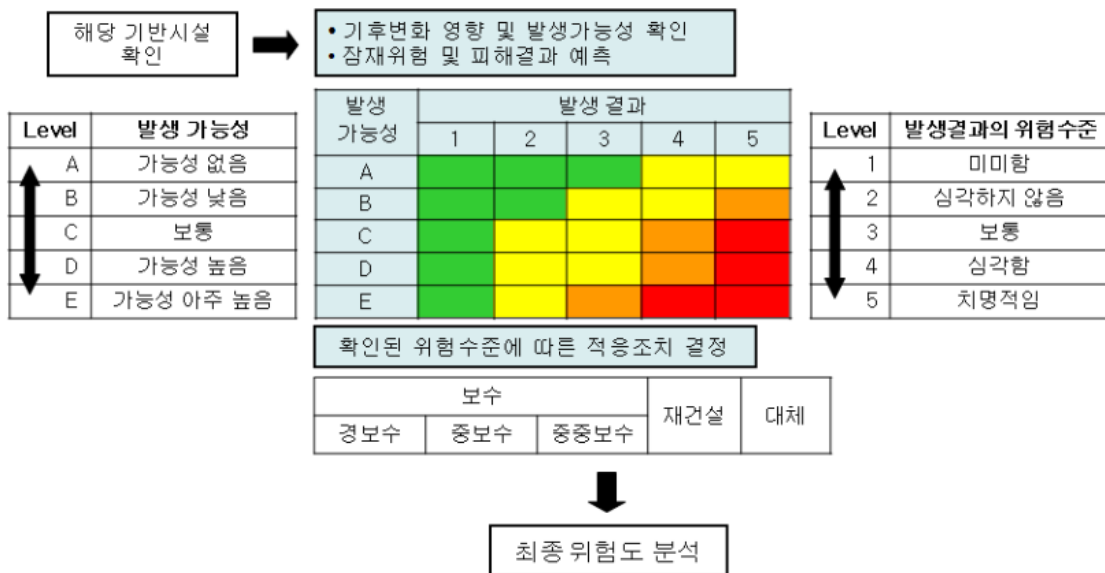 해당 기반시설
확인
• 기후변화 영향 및 발생가능성 확인
• 잠재위험 및 피해결과 예측
Level 발생 가능성
A 가능성 없음
B 가능성 낮음
C 보통
D 가능성 높음
E 가능성 아주 높음
발생
가능성
발생 결과
1 2 3 4 5
A
B
C
D
E
Level 발생결과의 위험수준
1 미미함
2 심각하지 않음
3 보통
4 심각함
5 치명적임
확인된 위험수준에 따른 적응조치 결정
보수
경보수 중보수 중중보수
재건설 대체
최종 위험도 분석